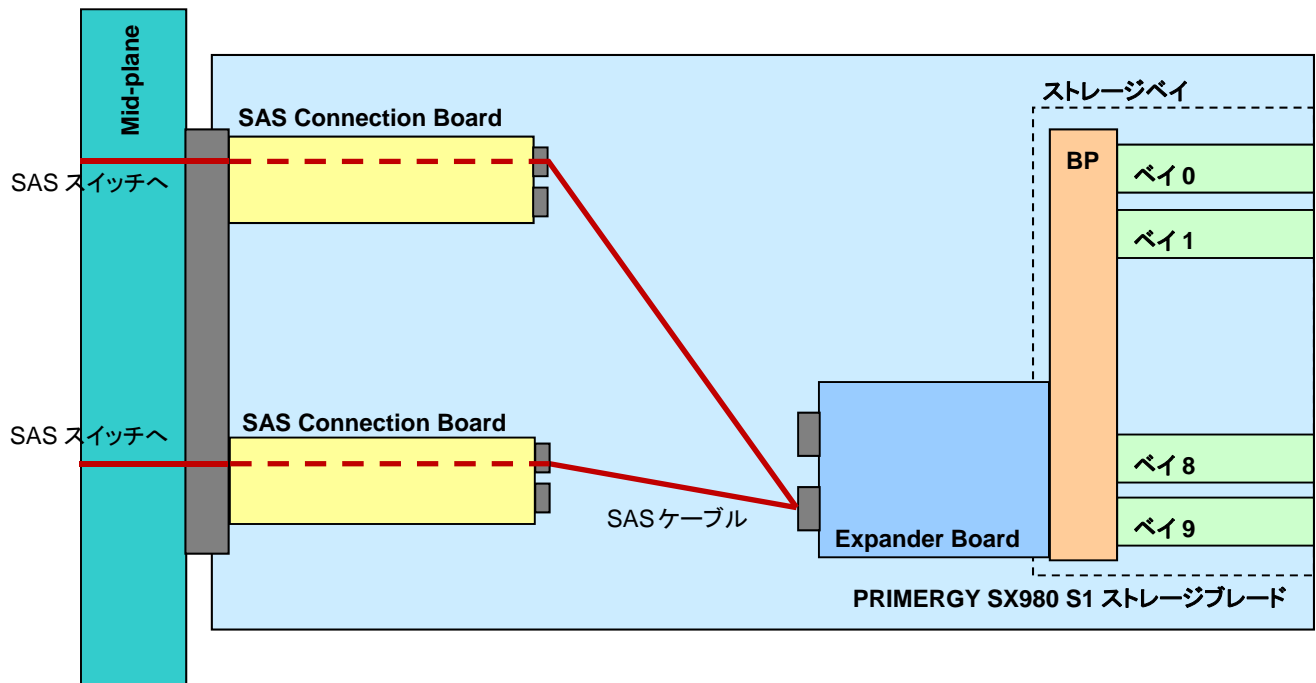 Mid-plane
SAS Connection Board
SAS スイッチへ
ストレージベイ
BP
ベイ 0
ベイ 1
SAS Connection Board
SAS スイッチへ
SAS ケーブル
Expander Board
ベイ 8
ベイ 9
PRIMERGY SX980 S1 ストレージブレード